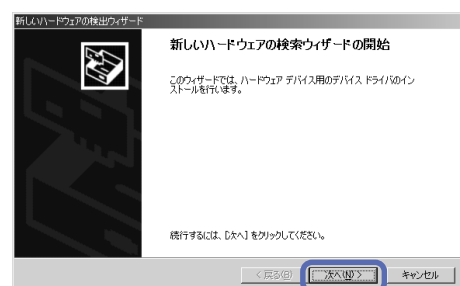 新しいハードウェアの検出ウィザード
新しいハードウェアの検索ウィザードの開始
このウィザードでは、ハードウェア デバイス用のデバイス ドライバのイン
ストールを行います。
続行するには、[次へ] をクリックしてください。
< 戻る(B) 次へ(N) > キャンセル